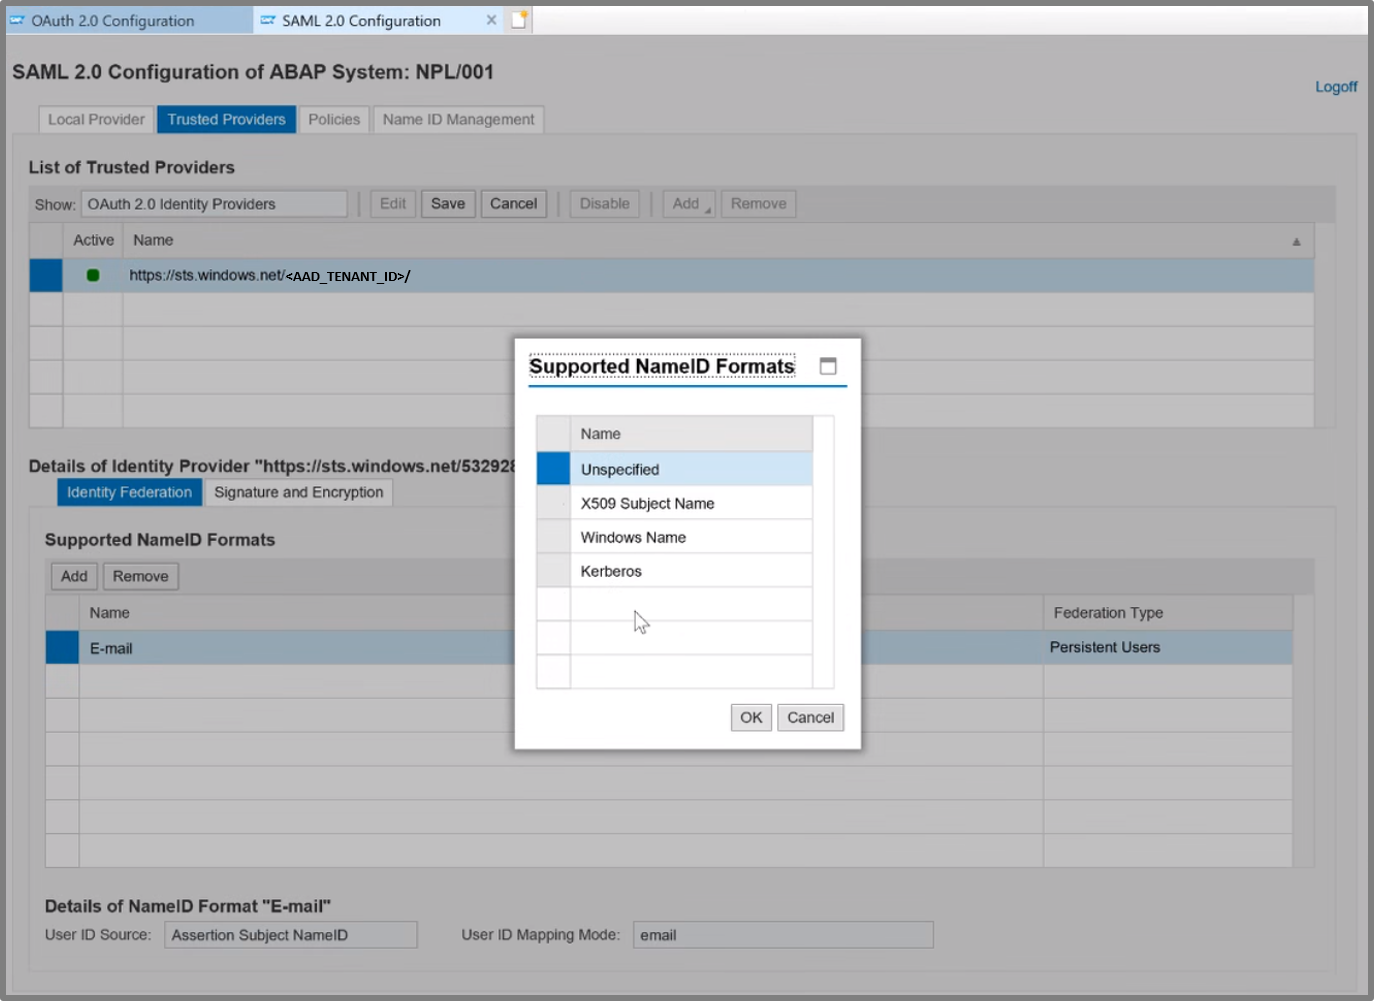 OAuth 2.0 Configuration
SAML 2.0 Configuration
SAML 2.0 Configuration of ABAP System: NPL/001
Logoff
Local Provider Trusted Providers Policies Name ID Management
List of Trusted Providers
Show: OAuth 2.0 Identity Providers Edit Save Cancel Disable Add Remove
Active Name
https://sts.windows.net/<AAD_TENANT_ID>/
Supported NameID Formats
Name
Unspecified
X509 Subject Name
Windows Name
Kerberos
OK Cancel
Details of Identity Provider "https://sts.windows.net/53292
Identity Federation Signature and Encryption
Supported NameID Formats
Add Remove
Name Federation Type
E-mail Persistent Users
Details of NameID Format "E-mail"
User ID Source: Assertion Subject NameID User ID Mapping Mode: email